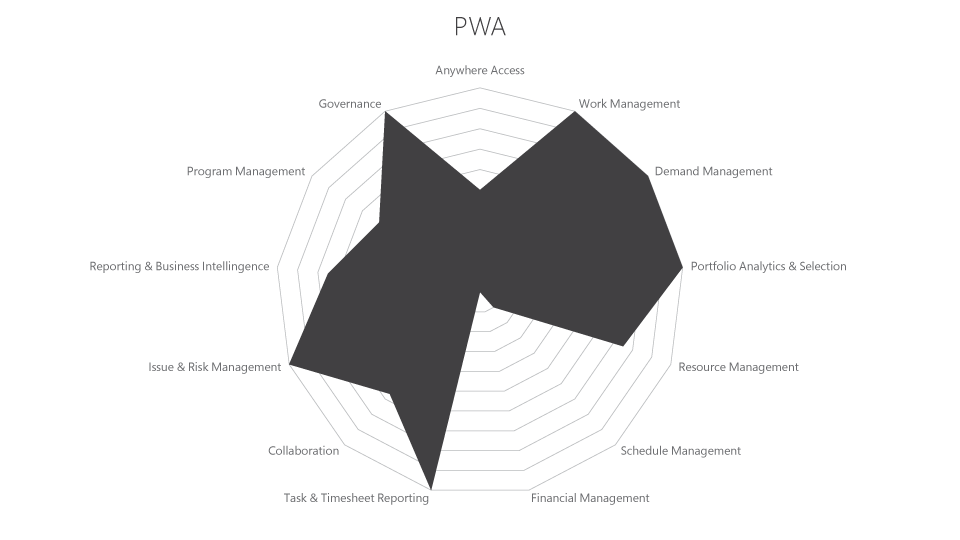 PWA
Anywhere Access
Work Management
Demand Management
Portfolio Analytics & Selection
Resource Management
Schedule Management
Financial Management
Task & Timesheet Reporting
Collaboration
Issue & Risk Management
Reporting & Business Intellingence
Program Management
Governance